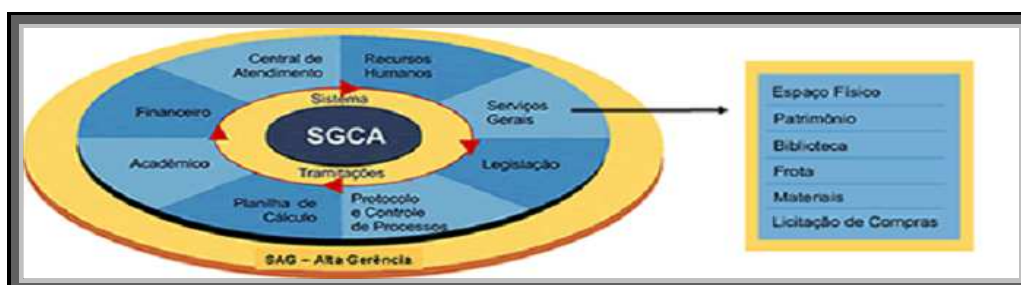 Central de
Atendimento
Recursos
Humanos
Financeiro
Sistema
Serviços
Gerais
SGCA
Acadêmico
Tramitações
Legislação
Planilha de
Cálculo
Protocolo
e Controle
de Processos
SAG – Alta Gerência
Espaço Físico
Patrimônio
Biblioteca
Frota
Materiais
Licitação de Compras